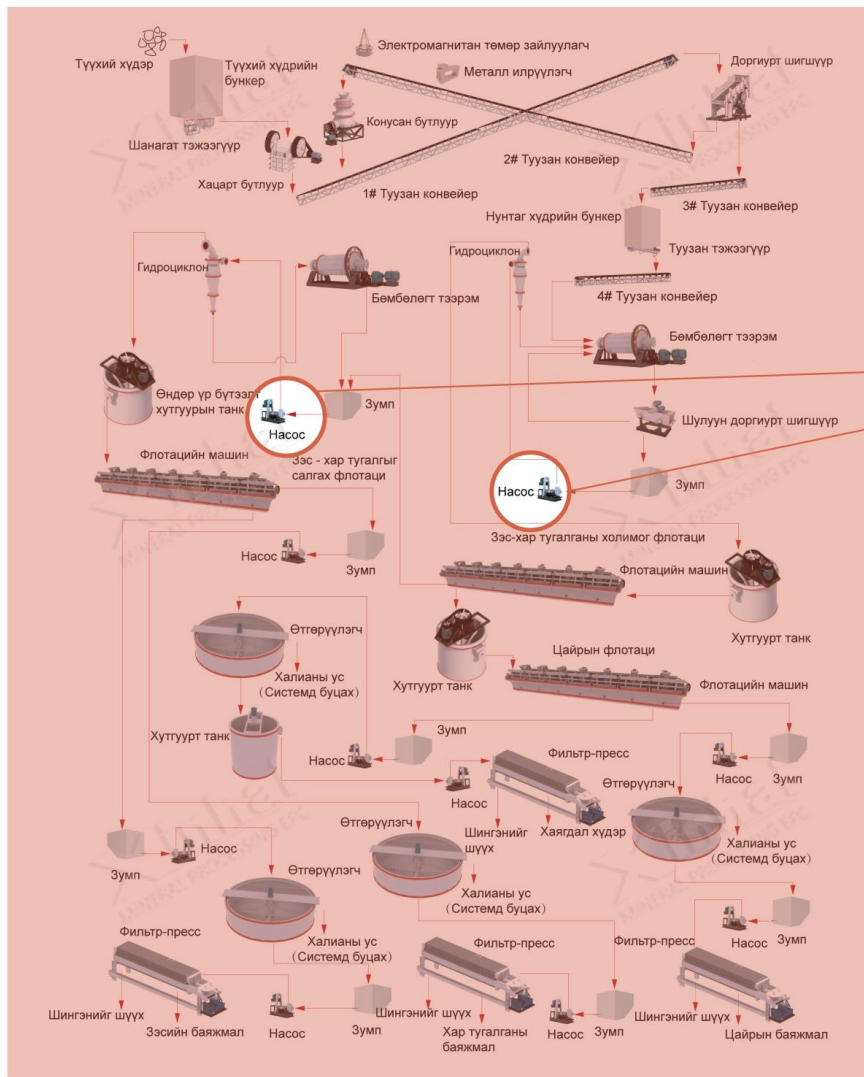 Түүхий хүдэр
Түүхий хүдрийн
бункер
Шанагат тэжээгүүр
Хацарт бутлуур
Электромагнитан төмөр зайлуулагч
Металл илрүүлэгч
Конусан бутлуур
Доргиурт шигшүүр
2# Туузан конвейер
1# Туузан конвейер
3# Туузан конвейер
Нунтаг хүдрийн бункер
Туузан тэжээгүүр
4# Туузан конвейер
Гидроциклон
Бөмбөлөгт тээрэм
Гидроциклон
Бөмбөлөгт тээрэм
Өндөр үр бүтээлт
хутгуурын танк
Насос
Зумп
Шулуун доргиурт шигшүүр
Флотацийн машин
Зэс - хар тугалгыг
салгах флотаци
Насос
Зумп
Зэс-хар тугалганы холимог флотаци
Насос
Зумп
Флотацийн машин
Хутгуурт танк
Өтгөрүүлэгч
Халианы ус
(Системд буцах)
Хутгуурт танк
Цайрын флотаци
Флотацийн машин
Хутгуурт танк
Зумп
Насос
Фильтр-пресс
Насос
Насос
Зумп
Өтгөрүүлэгч
Шингэнийг
шүүх
Хаягдал хүдэр
Халианы ус
(Системд буцах)
Өтгөрүүлэгч
Зумп
Насос
Өтгөрүүлэгч
Халианы ус
(Системд буцах)
Халианы ус
(Системд буцах)
Насос
Зумп
Фильтр-пресс
Фильтр-пресс
Фильтр-пресс
Шингэнийг шүүх
Зэсийн баяжмал
Насос
Зумп
Шингэнийг шүүх
Хар тугалганы
баяжмал
Насос
Зумп
Шингэнийг шүүх
Цайрын баяжмал
Xinhai
MINERAL PROCESSING EPC